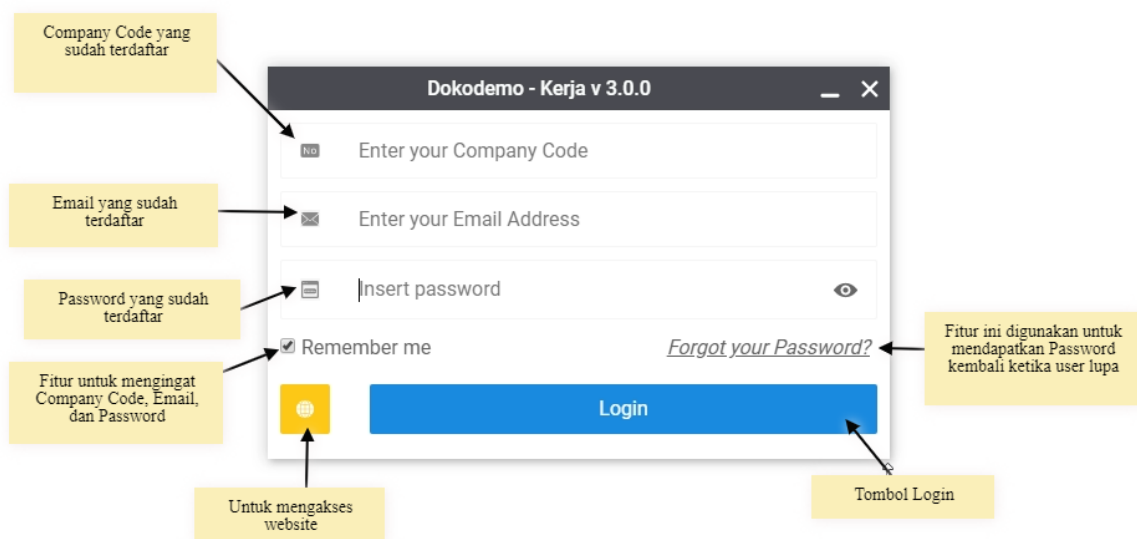 Company Code yang
sudah terdaftar
Dokodemo - Kerja v 3.0.0
No
Enter your Company Code
Email yang sudah
terdaftar
Enter your Email Address
Password yang sudah
terdaftar
Insert password
Remember me
Forgot your Password?
Fitur ini digunakan untuk
mendapatkan Password
kembali ketika user lupa
Fitur untuk mengingat
Company Code, Email,
dan Password
Login
Untuk mengakses
website
Tombol Login